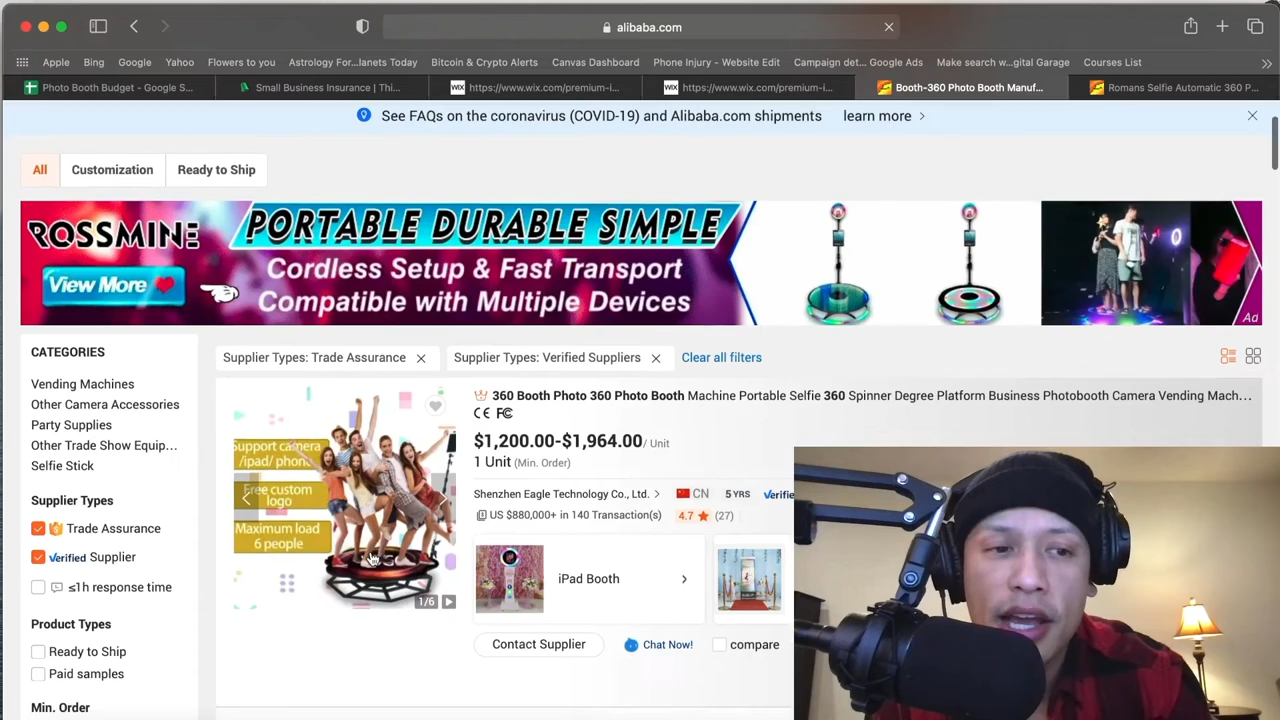 alibaba.com
Apple Bing Google Yahoo Flowers to you Astrology For...lanets Today Bitcoin & Crypto Alerts Canvas Dashboard Phone Injury - Website Edit Campaign det... Google Ads Make search w...gital Garage Courses List
Photo Booth Budget - Google S... Small Business Insurance | Thi... WIX https://www.wix.com/premium-i... WIX https://www.wix.com/premium-i... Booth-360 Photo Booth Manuf... Romans Selfie Automatic 360 P...
See FAQs on the coronavirus (COVID-19) and Alibaba.com shipments learn more
All Customization Ready to Ship
ROSSMINE
PORTABLE DURABLE SIMPLE
View More
Cordless Setup & Fast Transport
Compatible with Multiple Devices
Ad
CATEGORIES
Vending Machines
Other Camera Accessories
Party Supplies
Other Trade Show Equip...
Selfie Stick
Supplier Types
Trade Assurance
Verified Supplier
≤1h response time
Product Types
Ready to Ship
Paid samples
Min. Order
Supplier Types: Trade Assurance Supplier Types: Verified Suppliers Clear all filters
Support camera
/ipad/ phone
Free custom
logo
Maximum load
6 people
1/6
360 Booth Photo 360 Photo Booth Machine Portable Selfie 360 Spinner Degree Platform Business Photobooth Camera Vending Mach...
CE FC
$1,200.00-$1,964.00/ Unit
1 Unit (Min. Order)
Shenzhen Eagle Technology Co., Ltd. CN 5 YRS Verifie
US $880,000+ in 140 Transaction(s) 4.7 (27)
iPad Booth
Contact Supplier Chat Now! compare